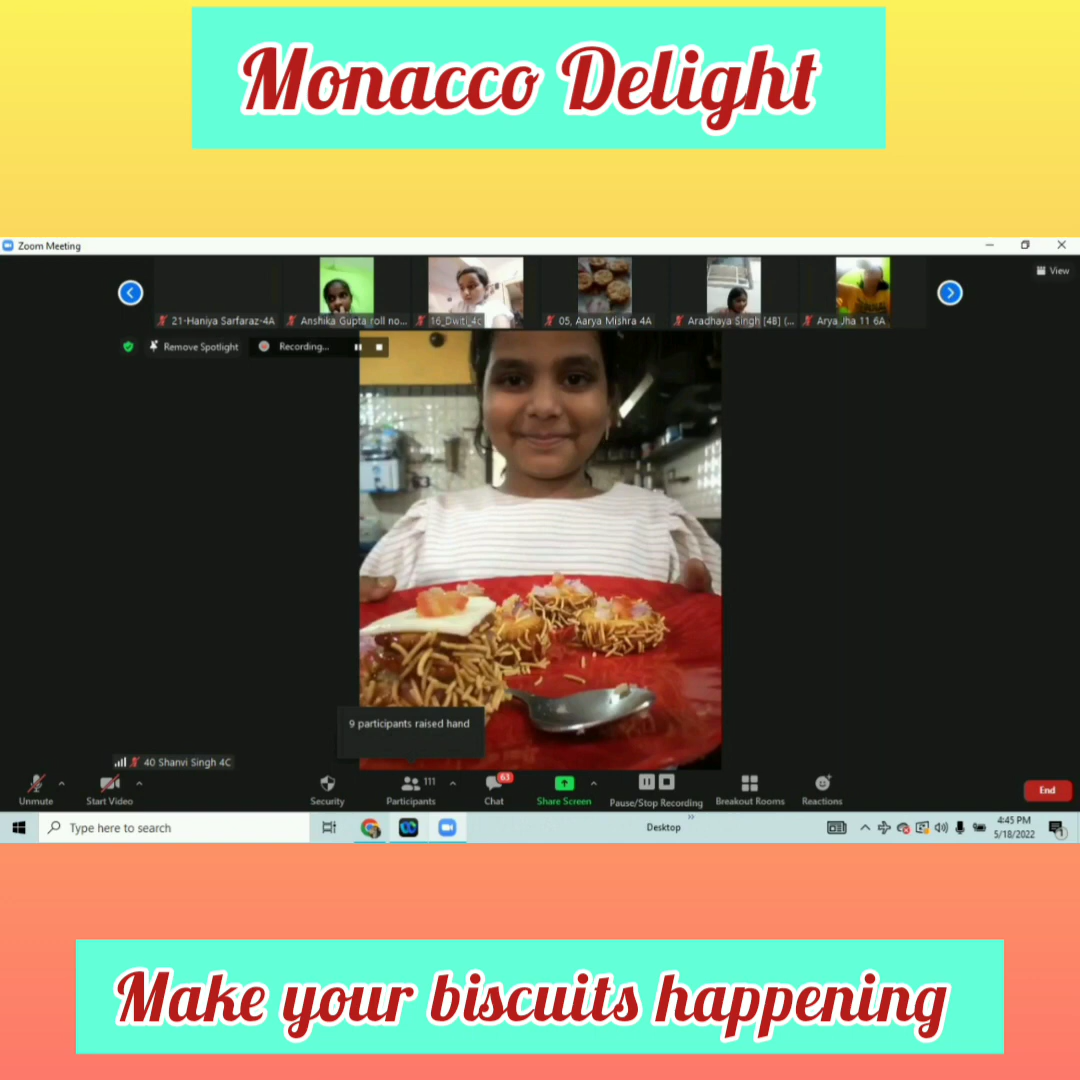 Monacco Delight
Zoom Meeting
View
21-Haniya Sarfaraz-4A
Anshika Gupta roll no...
16_Dwiti_4c
05, Aarya Mishra 4A
Aradhaya Singh [4B] (...
Arya Jha 11 6A
Remove Spotlight
Recording...
9 participants raised hand
40 Shanvi Singh 4C
111
63
Unmute
Start Video
Security
Participants
Chat
Share Screen
Pause/Stop Recording
Breakout Rooms
Reactions
End
Type here to search
Desktop
4:45 PM
5/18/2022
1
Make your biscuits happening